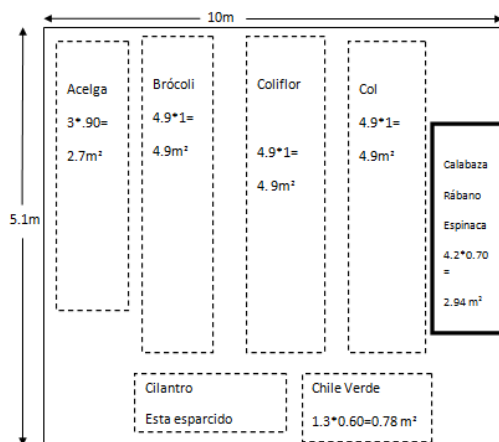 10m
5.1m
Acelga
3*.90=
2.7m²
Brócoli
4.9*1=
4.9m²
Coliflor
4.9*1=
4.9m²
Col
4.9*1=
4.9m²
Calabaza
Rábano
Espinaca
4.2*0.70
=
2.94 m²
Cilantro
Esta esparcido
Chile Verde
1.3*0.60=0.78 m²